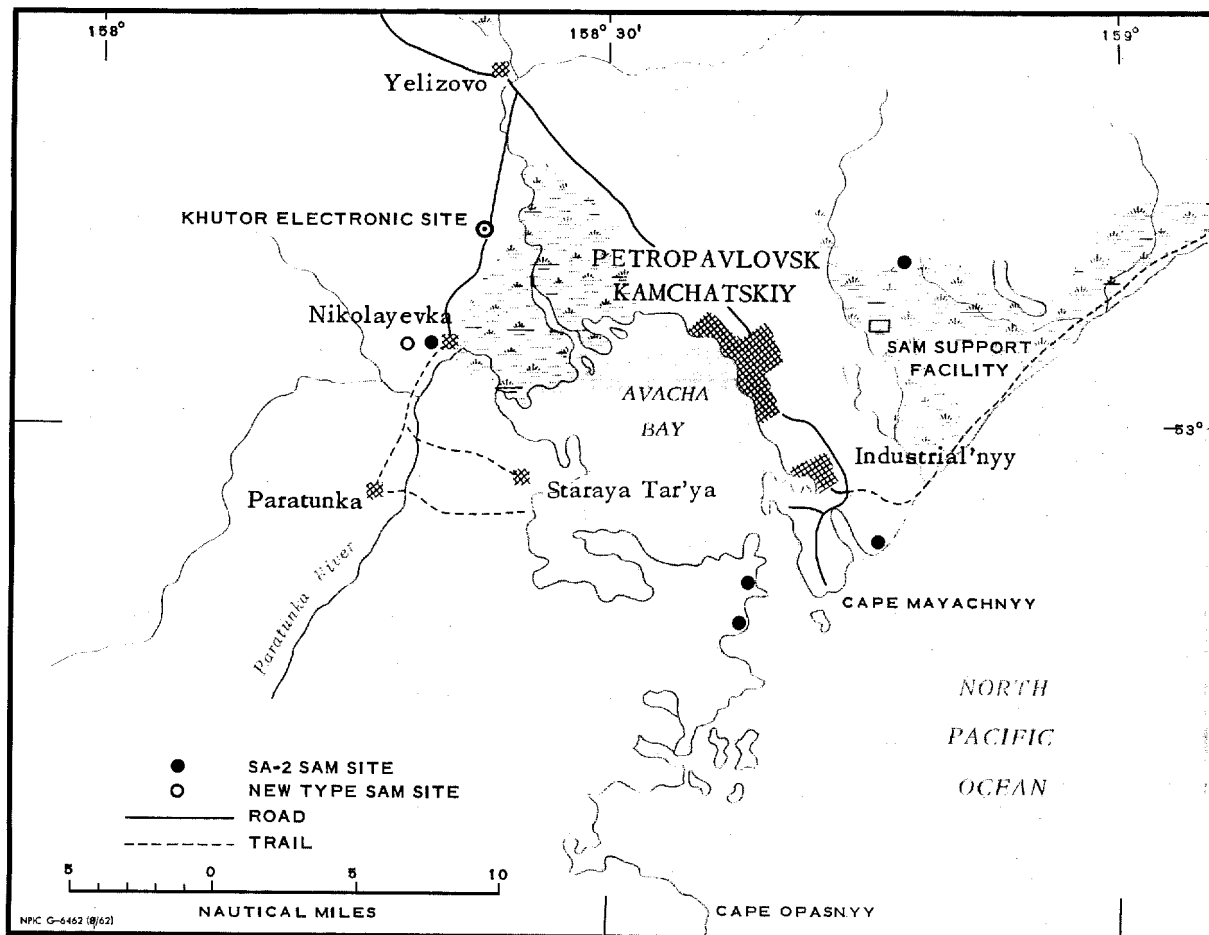 158°
158° 30'
159°
Yelizovo
KHUTOR ELECTRONIC SITE
PETROPAVLOVSK
KAMCHATSKIY
Nikolayevka
SAM SUPPORT
FACILITY
AVACHA
BAY
53°
Industrial'nyy
Paratunka
Staraya Tar'ya
Paratunka River
CAPE MAYACHNYY
NORTH
PACIFIC
OCEAN
SA-2 SAM SITE
NEW TYPE SAM SITE
ROAD
TRAIL
5 0 5 10
NAUTICAL MILES
NPIC G-6462 (8/62)
CAPE OPASNYY